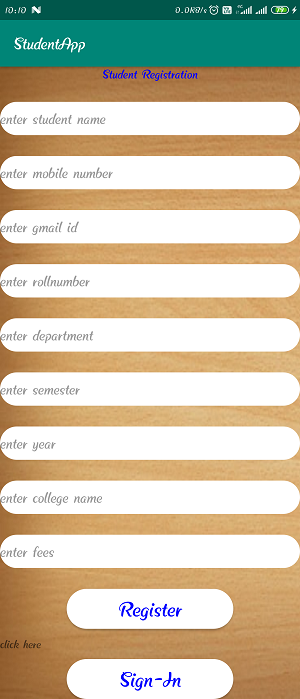 10:10 0.0KB/s 79
StudentApp
Student Registration
enter student name
enter mobile number
enter gmail id
enter rollnumber
enter department
enter semester
enter year
enter college name
enter fees
Register
click here
Sign-In